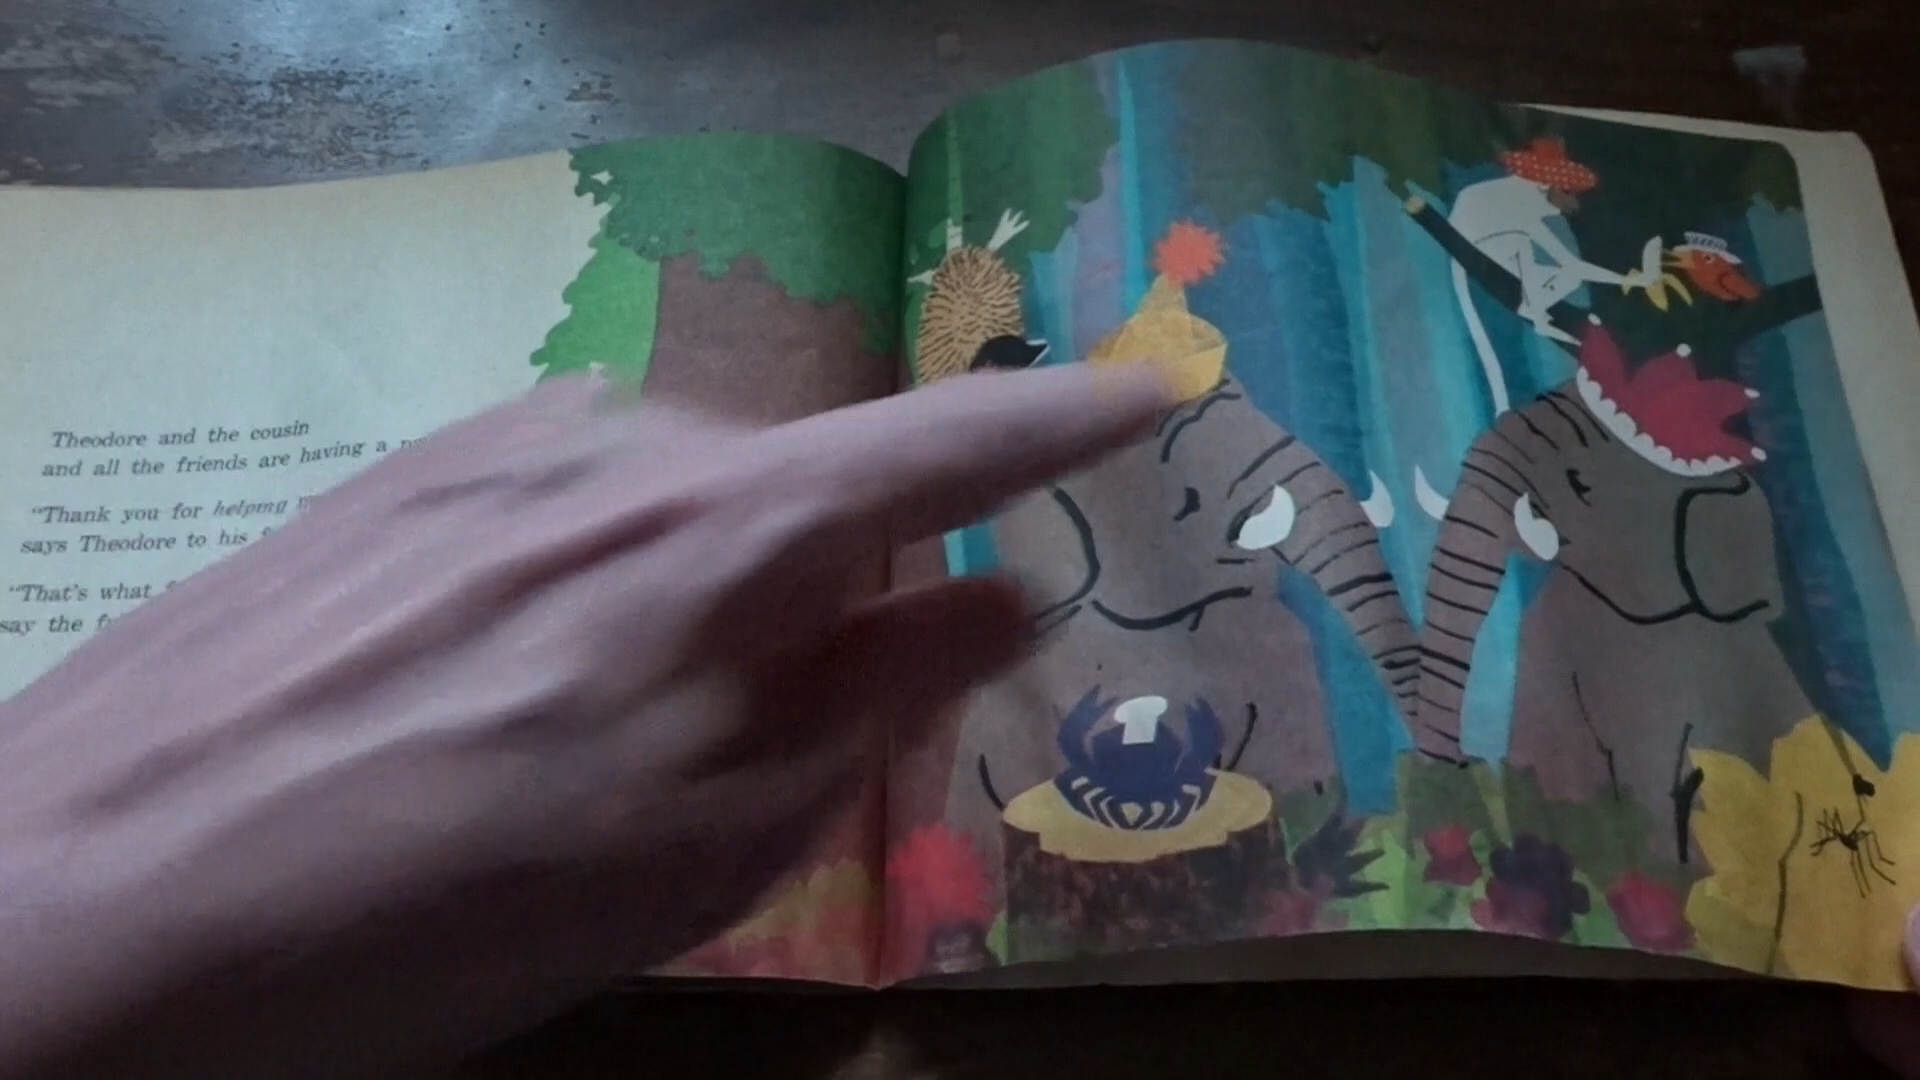 Theodore and the cousin
and all the friends are having a
"Thank you for helping
says Theodore to his
"That's what
say the